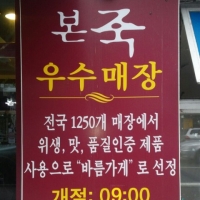 본죽
우수매장
전국 1250개 매장에서
위생, 맛, 품질인증 제품
사용으로 "바름가게"로 선정
개점: 09:00